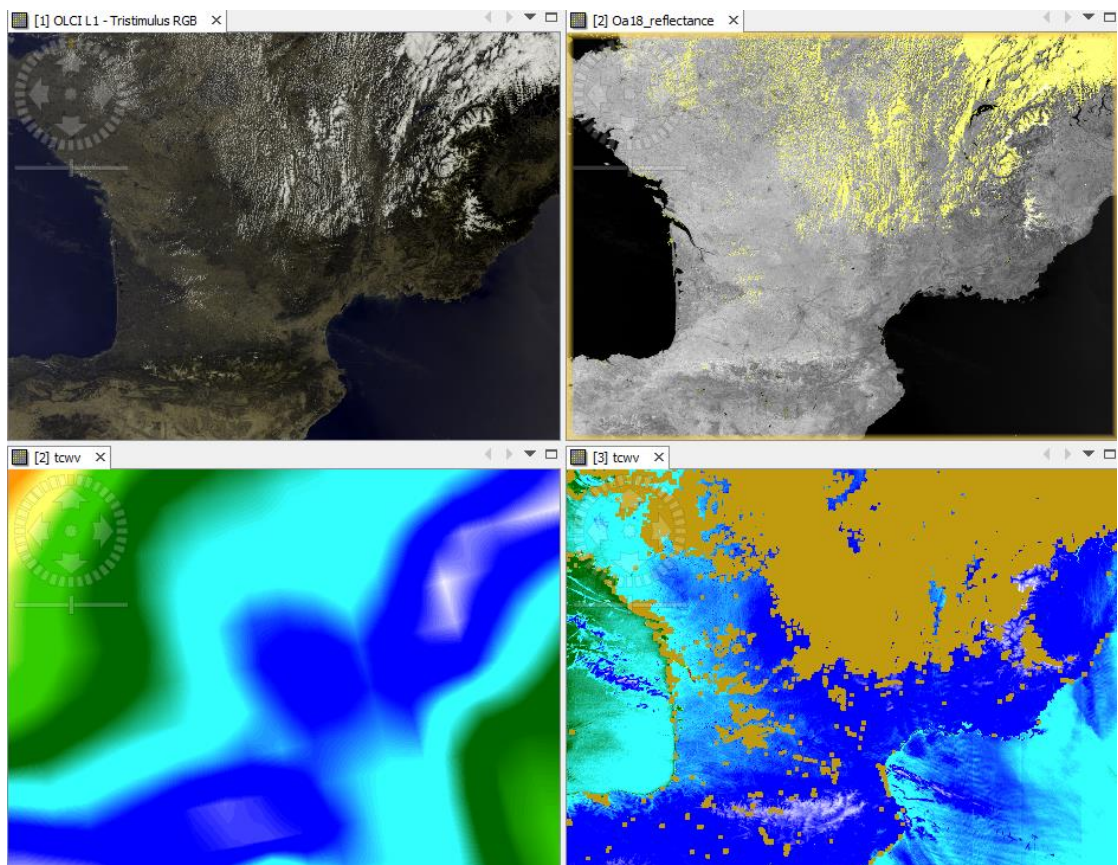 [1] OLCI L1 - Tristimulus RGB
[2] Oa18_reflectance
[2] tcwv
[3] tcwv